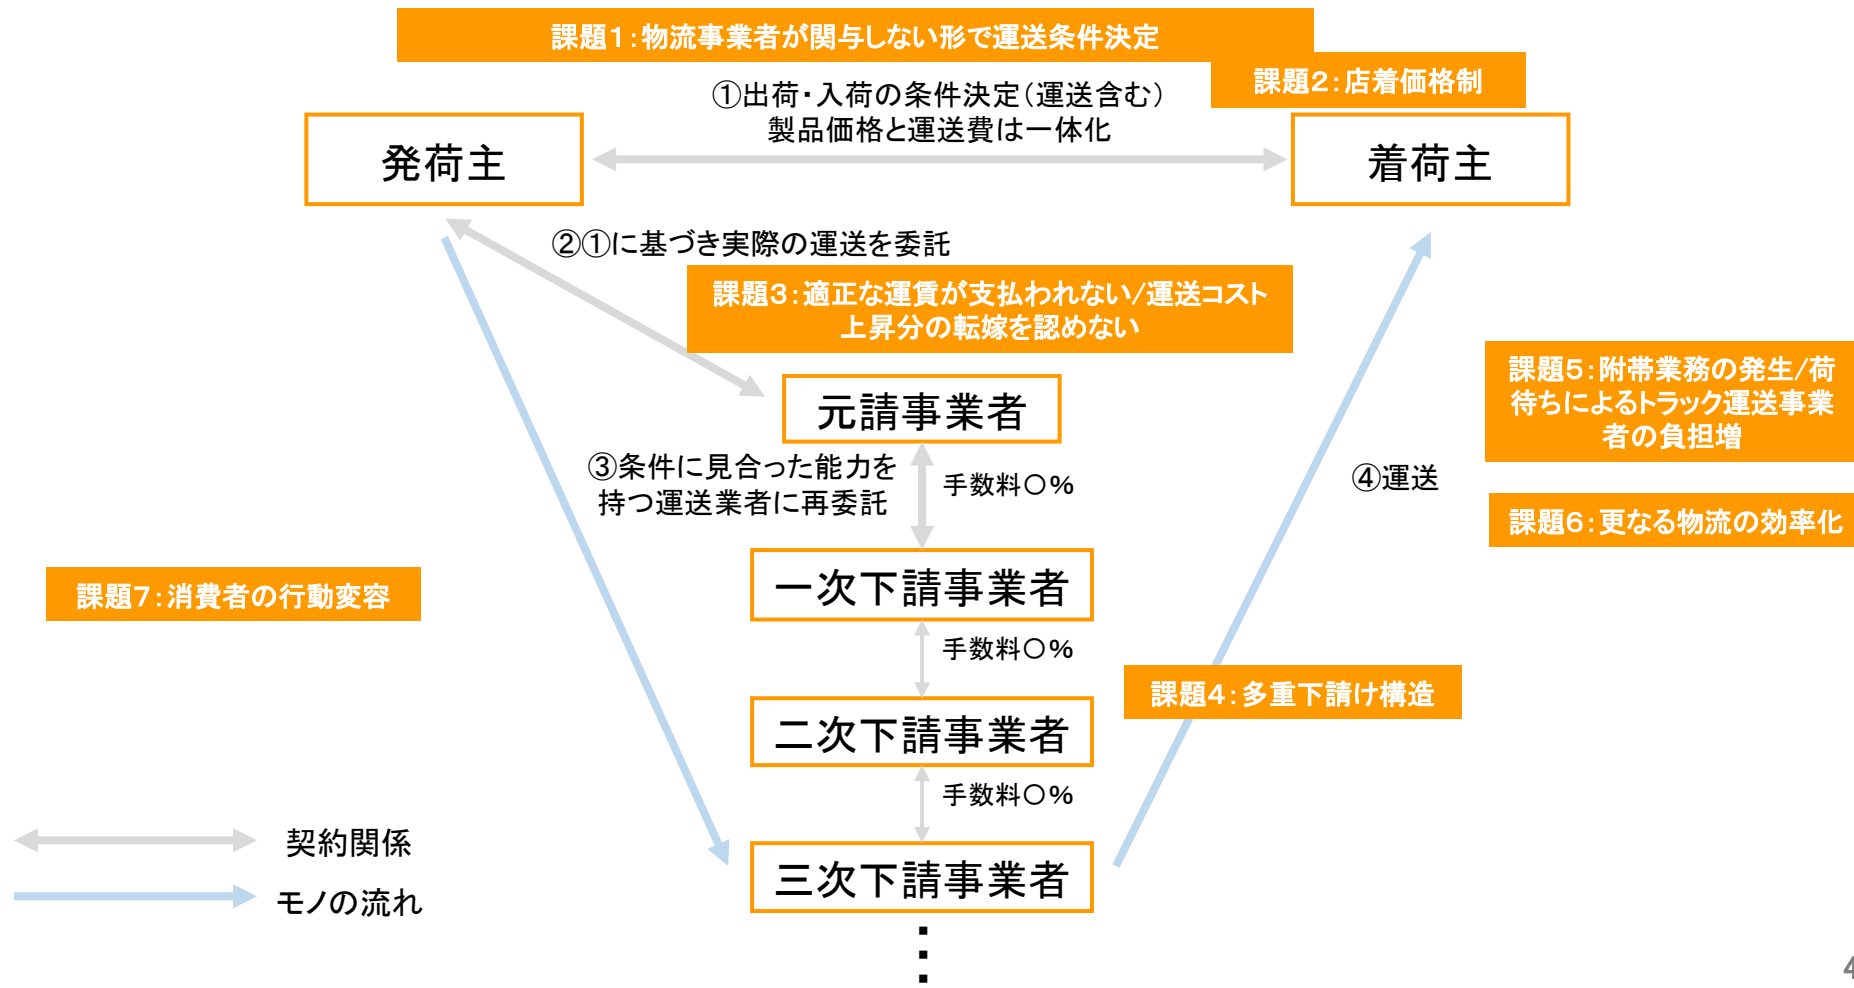 課題1：物流事業者が関与しない形で運送条件決定
課題2：店着価格制
①出荷・入荷の条件決定（運送含む）
製品価格と運送費は一体化
発荷主
着荷主
②①に基づき実際の運送を委託
課題3：適正な運賃が支払われない/運送コスト
上昇分の転嫁を認めない
課題5：附帯業務の発生/荷
待ちによるトラック運送事業
者の負担増
元請事業者
③条件に見合った能力を
持つ運送業者に再委託
手数料〇%
④運送
課題6：更なる物流の効率化
一次下請事業者
課題7：消費者の行動変容
手数料〇%
課題4：多重下請け構造
二次下請事業者
手数料〇%
契約関係
三次下請事業者
モノの流れ
4